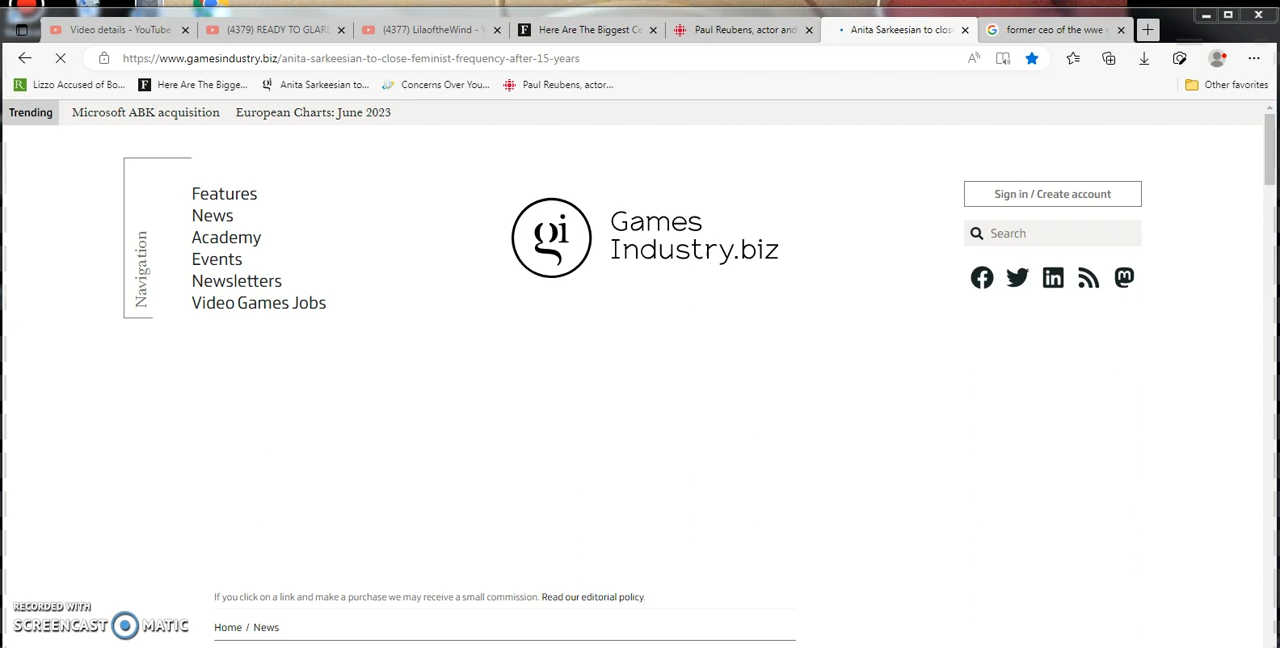 Video details - YouTube
(4379) READY TO GLARE
(4377) LilaoftheWind - Y
Here Are The Biggest Ce
Paul Reubens, actor and
Anita Sarkeesian to clos
former ceo of the wwe v
https://www.gamesindustry.biz/anita-sarkeesian-to-close-feminist-frequency-after-15-years
Lizzo Accused of Bo...
Here Are The Bigge...
Anita Sarkeesian to...
Concerns Over You...
Paul Reubens, actor...
Other favorites
Trending
Microsoft ABK acquisition
European Charts: June 2023
Navigation
Features
News
Academy
Events
Newsletters
Video Games Jobs
gi
Games
Industry.biz
Sign in / Create account
Search
If you click on a link and make a purchase we may receive a small commission. Read our editorial policy.
Home / News
RECORDED WITH
SCREENCAST MATIC